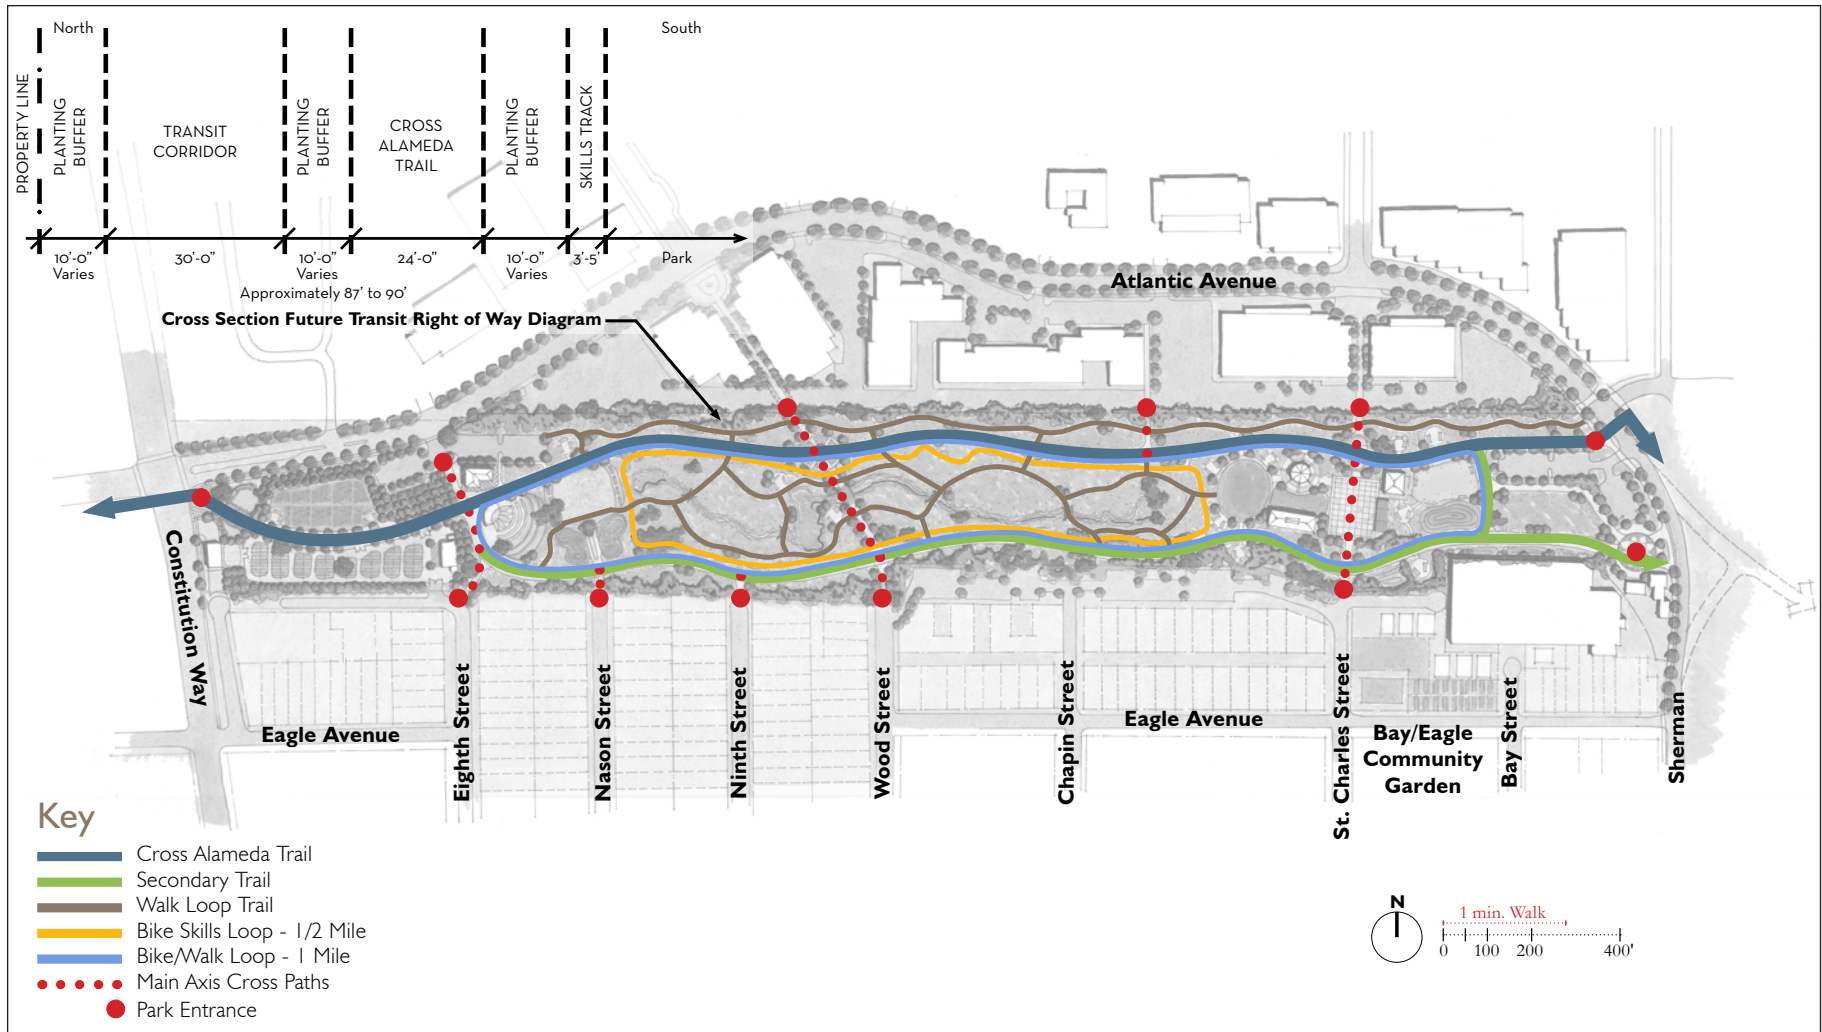 North
South
PROPERTY LINE
PLANTING
BUFFER
TRANSIT
CORRIDOR
PLANTING
BUFFER
CROSS
ALAMEDA
TRAIL
PLANTING
BUFFER
SKILLS TRACK
10'-0"
Varies
30'-0"
10'-0"
Varies
24'-0"
10'-0"
Varies
3'-5'
Park
Approximately 87' to 90'
Cross Section Future Transit Right of Way Diagram
Atlantic Avenue
Constitution Way
Eagle Avenue
Eighth Street
Nason Street
Ninth Street
Wood Street
Chapin Street
Eagle Avenue
St. Charles Street
Bay/Eagle
Community
Garden
Bay Street
Sherman
Key
Cross Alameda Trail
Secondary Trail
Walk Loop Trail
Bike Skills Loop - 1/2 Mile
Bike/Walk Loop - 1 Mile
Main Axis Cross Paths
Park Entrance
N
1 min. Walk
0 100 200 400'